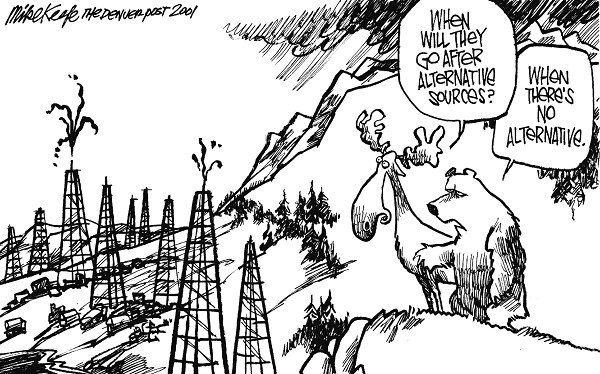 Mike Keefe THE DENVER POST 2001
WHEN
WILL THEY
GO AFTER
ALTERNATIVE
SOURCES?
WHEN
THERE'S
NO
ALTERNATIVE.